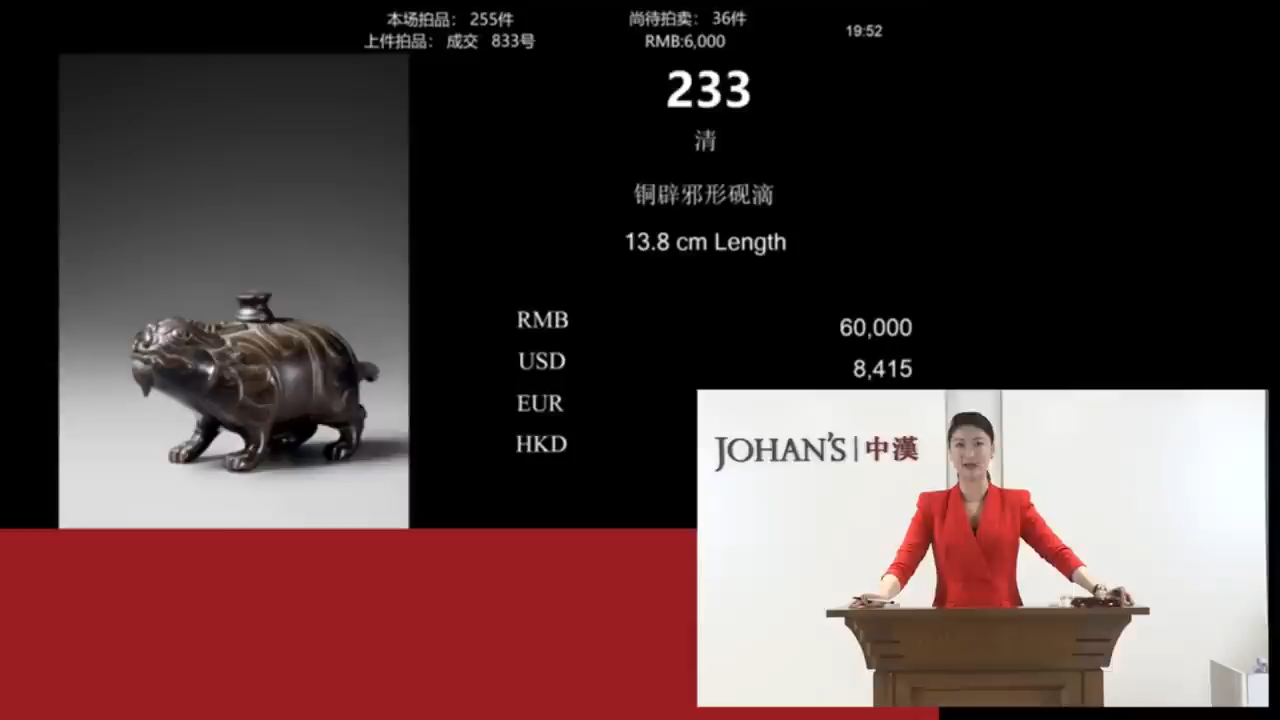 本场拍品： 255件
尚待拍卖： 36件
上件拍品： 成交 833号
RMB:6,000
19:52
233
清
铜辟邪形砚滴
13.8 cm Length
RMB 60,000
USD 8,415
EUR
HKD
JOHAN'S | 中漢